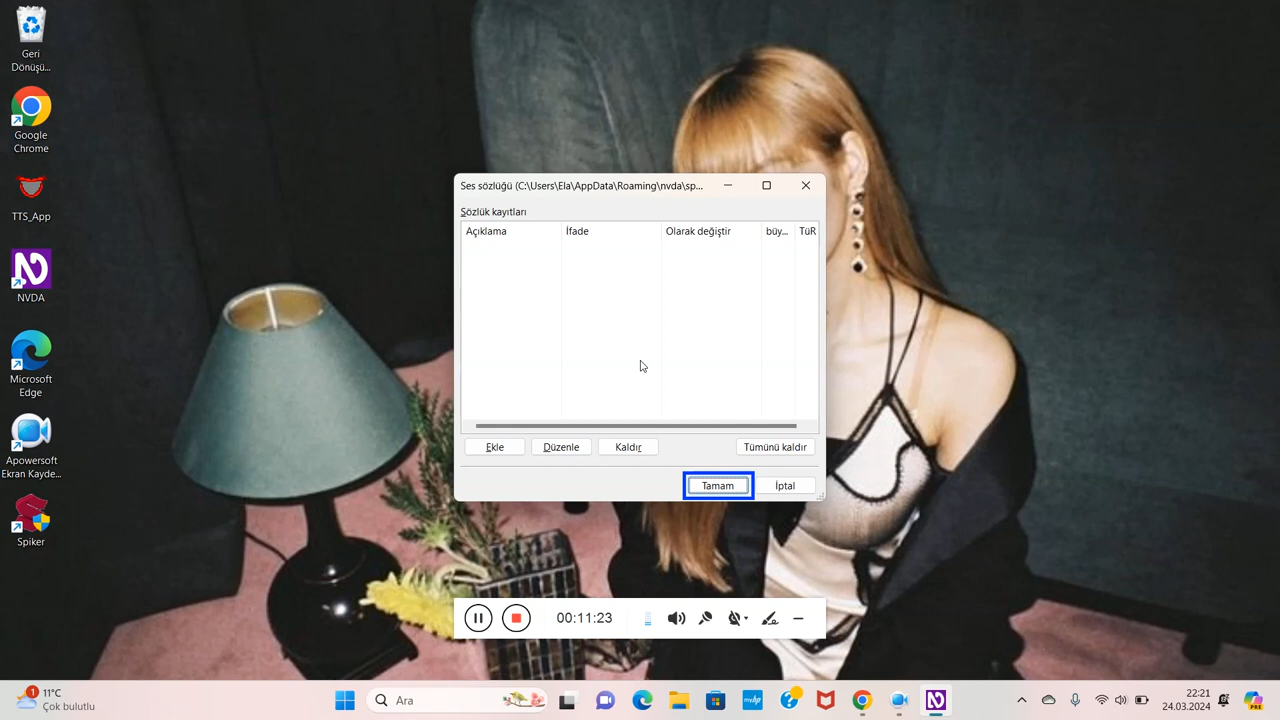 Geri
Dönüşü...
Google
Chrome
TTS_App
NVDA
Microsoft
Edge
Apowersoft
Ekran Kayde...
Spiker
Ses sözlüğü (C:\Users\Ela\AppData\Roaming\nvda\sp...
Sözlük kayıtları
Açıklama İfade Olarak değiştir büy... TüR
Ekle Düzenle Kaldır Tümünü kaldır
Tamam İptal
00:11:23
1
11°C
Çok bulutlu
Ara
22:21
24.03.2024
PRE